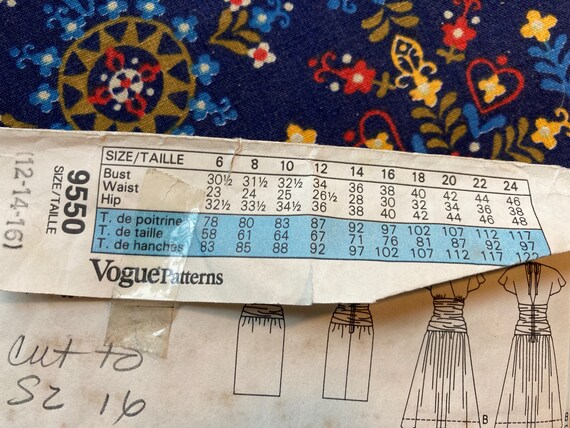 (12-14-16)
SIZE/TAILLE
9550
SIZE/TAILLE 6 8 10 12 14 16 18 20 22 24
Bust 30½ 31½ 32½ 34 36 38 40 42 44 46
Waist 23 24 25 26½ 28 30 32 34 36 38
Hip 32½ 33½ 34½ 36 38 40 42 44 46 48
T. de poitrine 78 80 83 87 92 97 102 107 112 117
T. de taille 58 61 64 67 71 76 81 87 92 97
T. de hanches 83 85 88 92 97 102 107 112 117 122
Vogue Patterns
Cut to
SZ 16
B
B